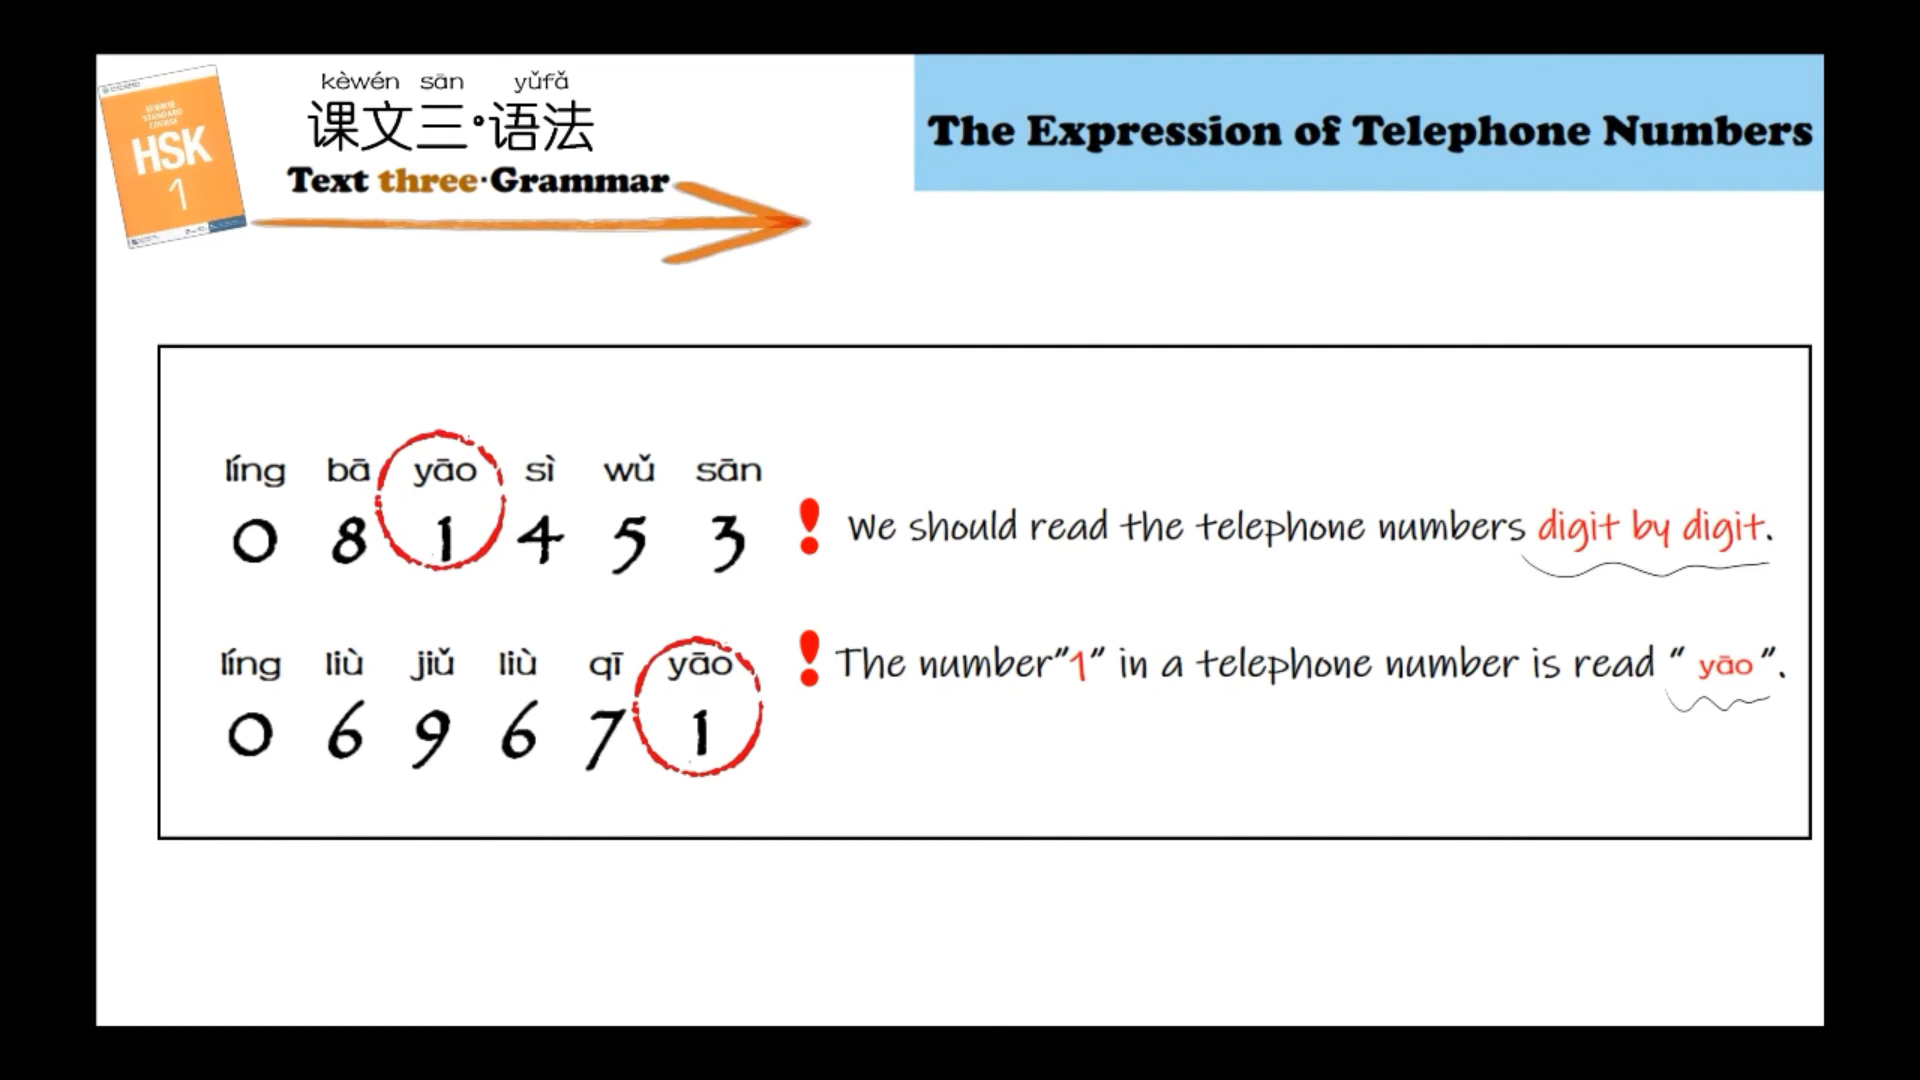 kèwén sān yǔfǎ
课文三·语法
Text three·Grammar
The Expression of Telephone Numbers
STANDARD
COURSE
HSK
1
líng bā yāo sì wǔ sān
0 8 1 4 5 3
! We should read the telephone numbers digit by digit.
líng liù jiǔ liù qī yāo
0 6 9 6 7 1
! The number"1" in a telephone number is read " yāo ".